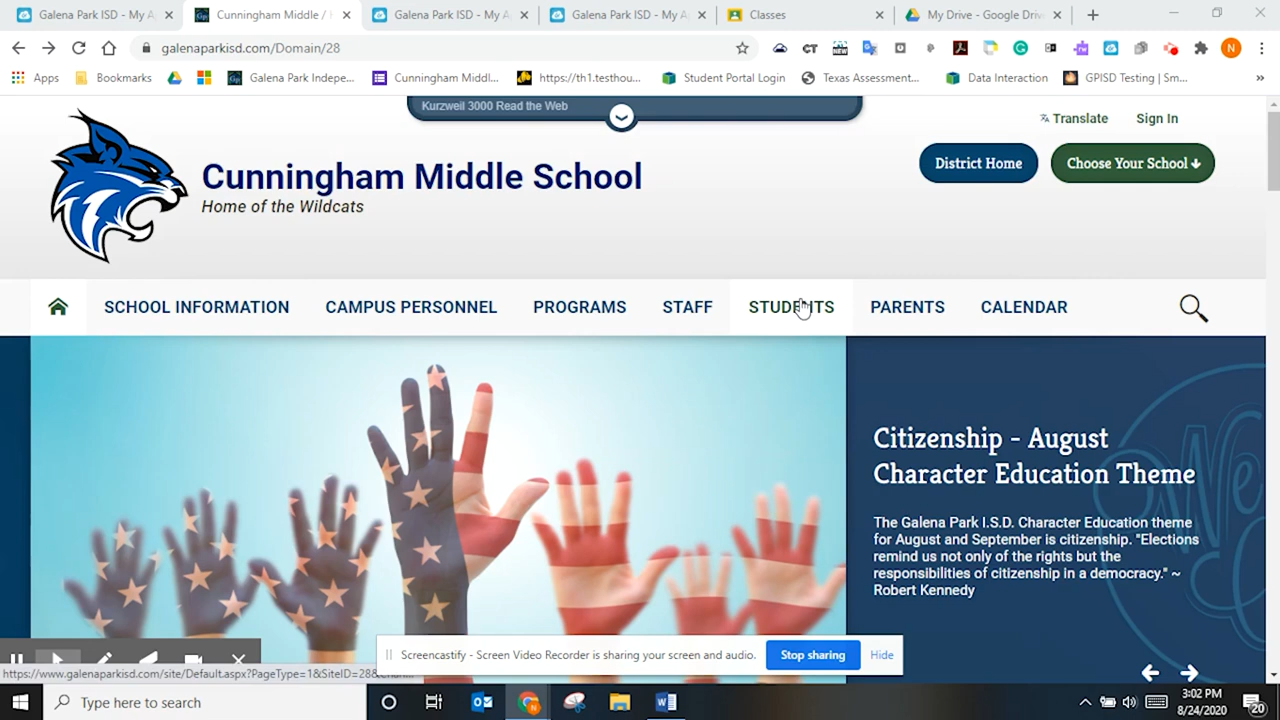 Galena Park ISD - My A
Cunningham Middle / H
Galena Park ISD - My A
Galena Park ISD - My A
Classes
My Drive - Google Drive
galenaparkisd.com/Domain/28
Apps
Bookmarks
Galena Park Indepe...
Cunningham Middl...
https://th1.testhou...
Student Portal Login
Texas Assessment...
Data Interaction
GPISD Testing | Sm...
Kurzweil 3000 Read the Web
Translate
Sign In
Cunningham Middle School
Home of the Wildcats
District Home
Choose Your School
SCHOOL INFORMATION
CAMPUS PERSONNEL
PROGRAMS
STAFF
STUDENTS
PARENTS
CALENDAR
Citizenship - August
Character Education Theme
The Galena Park I.S.D. Character Education theme
for August and September is citizenship. "Elections
remind us not only of the rights but the
responsibilities of citizenship in a democracy." ~
Robert Kennedy
Screencastify - Screen Video Recorder is sharing your screen and audio.
Stop sharing
Hide
https://www.galenaparkisd.com/site/Default.aspx?PageType=1&SiteID=28&Chan...
Type here to search
3:02 PM
8/24/2020
20